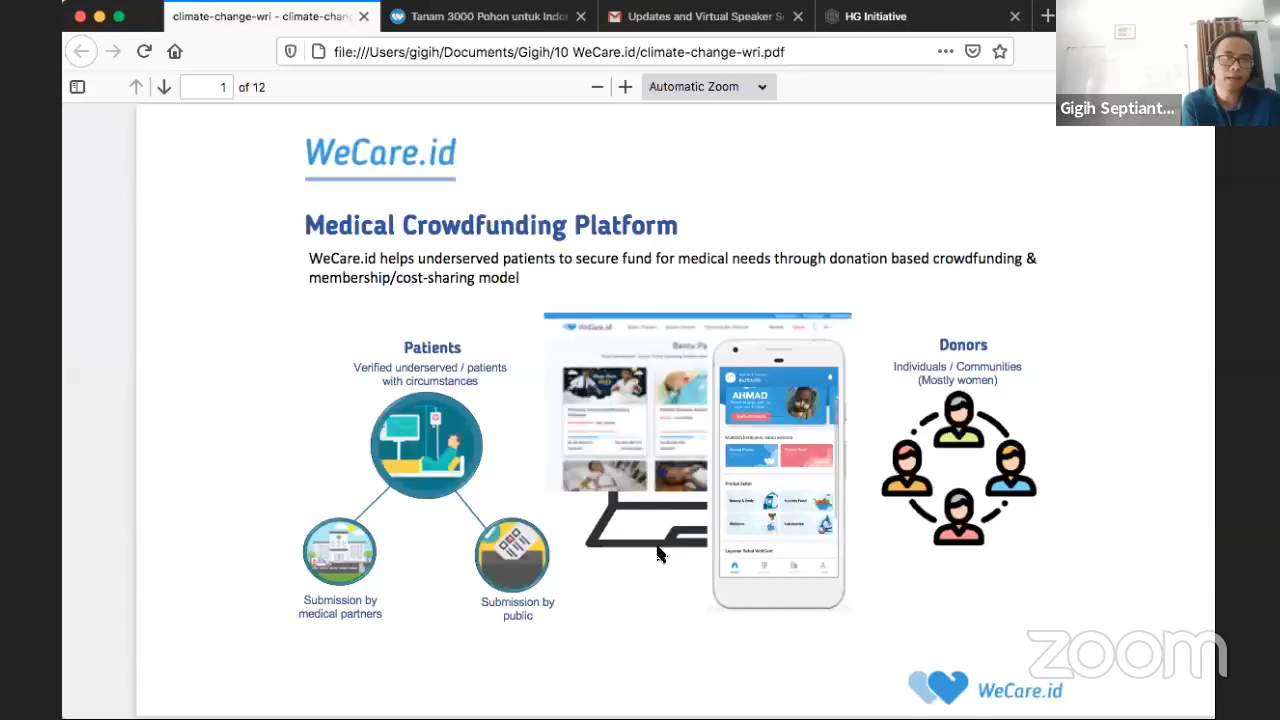 climate-change-wri - climate-chang
Tanam 3000 Pohon untuk Indo
Updates and Virtual Speaker S
HG Initiative
file:///Users/gigih/Documents/Gigih/10 WeCare.id/climate-change-wri.pdf
1 of 12
Automatic Zoom
Gigih Septiant...
WeCare.id
Medical Crowdfunding Platform
WeCare.id helps underserved patients to secure fund for medical needs through donation based crowdfunding &
membership/cost-sharing model
Patients
Verified underserved / patients
with circumstances
Submission by
medical partners
Submission by
public
WeCare.id
Bantu Pa
AHMAD
Donors
Individuals / Communities
(Mostly women)
zoom
WeCare.id